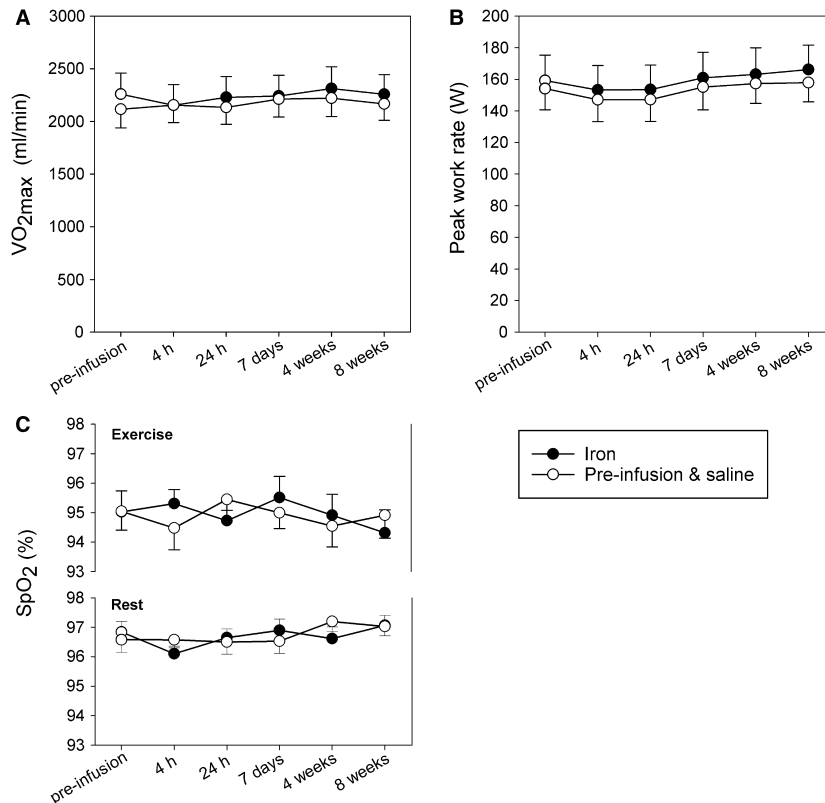 A
3000
2500
2000
1500
1000
500
0
VO2max (ml/min)
pre-infusion
4 h
24 h
7 days
4 weeks
8 weeks
B
200
180
160
140
120
100
80
60
40
20
0
Peak work rate (W)
pre-infusion
4 h
24 h
7 days
4 weeks
8 weeks
C
Exercise
98
97
96
95
94
93
SpO2 (%)
Rest
98
97
96
95
94
93
pre-infusion
4 h
24 h
7 days
4 weeks
8 weeks
Iron
Pre-infusion & saline